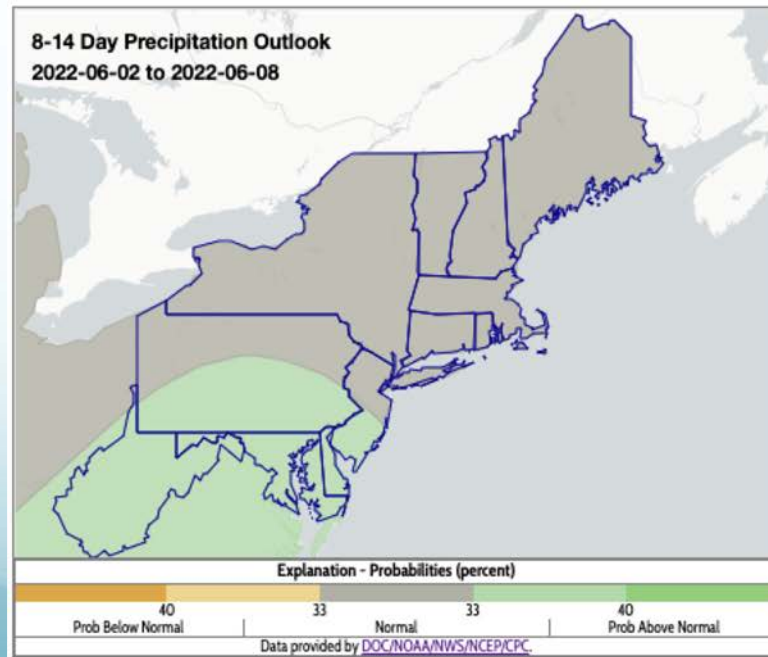 8-14 Day Precipitation Outlook
2022-06-02 to 2022-06-08
Explanation - Probabilities (percent)
40 33 33 40
Prob Below Normal Normal Prob Above Normal
Data provided by DOC/NOAA/NWS/NCEP/CPC.